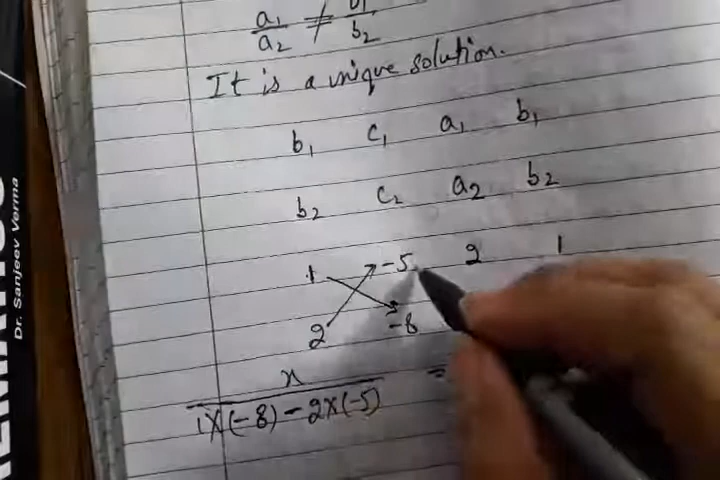 a₁/a₂ ≠ b₁/b₂
It is a unique solution.
b₁ c₁ a₁ b₁
b₂ c₂ a₂ b₂
1 -5 2 1
2 -8
x/(1×(-8) - 2×(-5)) =
Dr. Sanjeev Verma